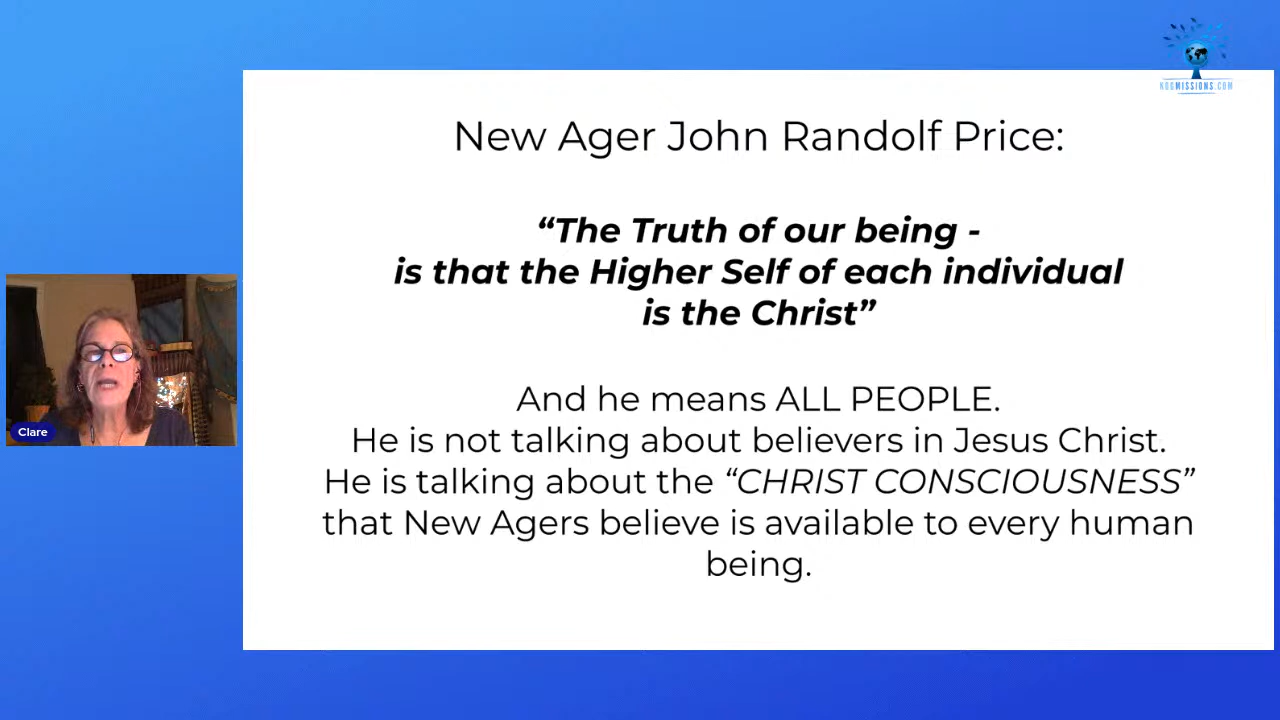 KOGMISSIONS.COM
New Ager John Randolf Price:
“The Truth of our being -
is that the Higher Self of each individual
is the Christ”
And he means ALL PEOPLE.
He is not talking about believers in Jesus Christ.
He is talking about the “CHRIST CONSCIOUSNESS”
that New Agers believe is available to every human
being.
Clare